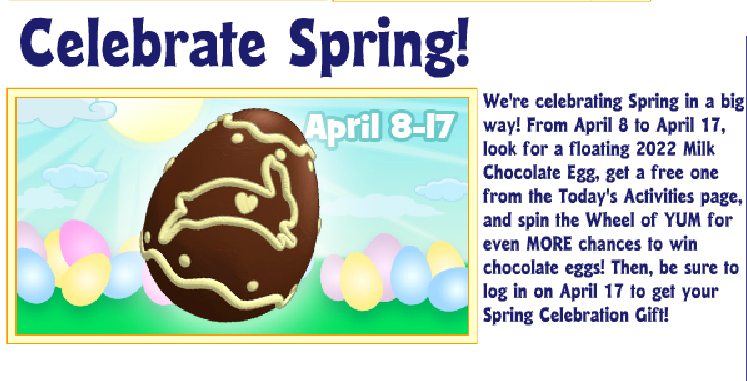 Celebrate Spring!
April 8-17
We're celebrating Spring in a big
way! From April 8 to April 17,
look for a floating 2022 Milk
Chocolate Egg, get a free one
from the Today's Activities page,
and spin the Wheel of YUM for
even MORE chances to win
chocolate eggs! Then, be sure to
log in on April 17 to get your
Spring Celebration Gift!